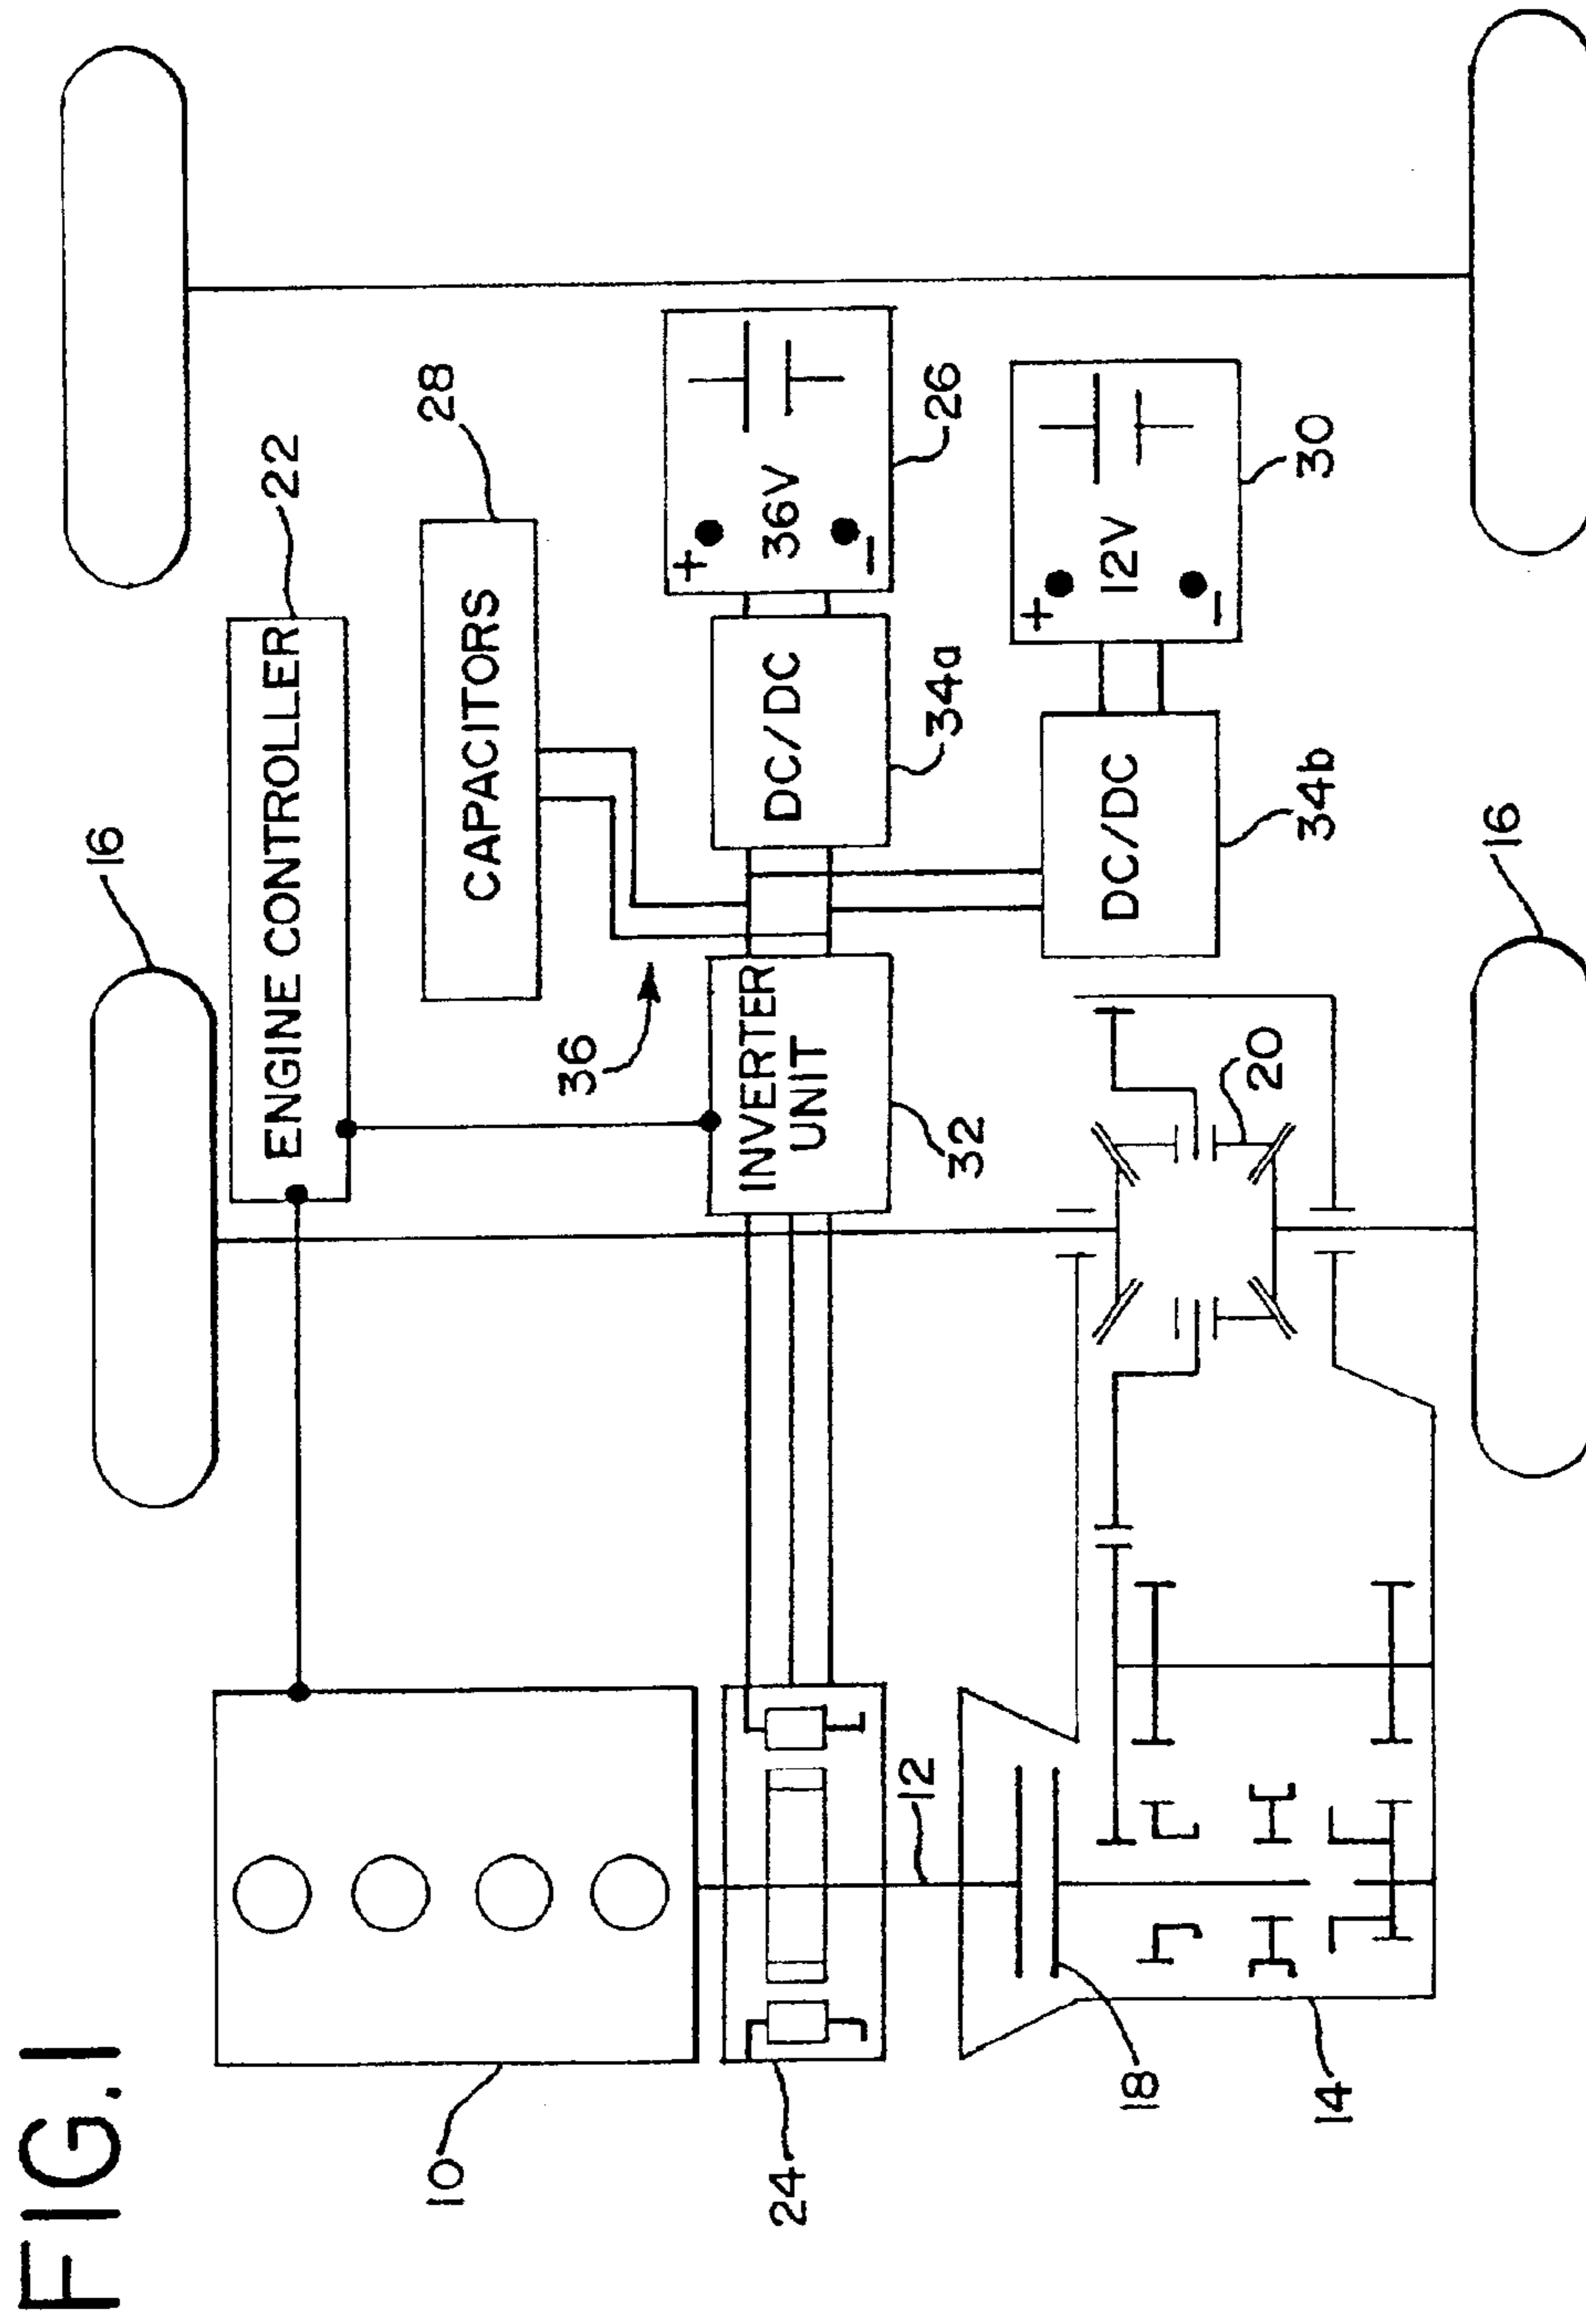 FIG. 1
16
ENGINE CONTROLLER
22
CAPACITORS
28
36
INVERTER
UNIT
32
DC/DC
34a
+
36V
−
26
DC/DC
34b
+
12V
−
30
20
16
10
24
12
18
14